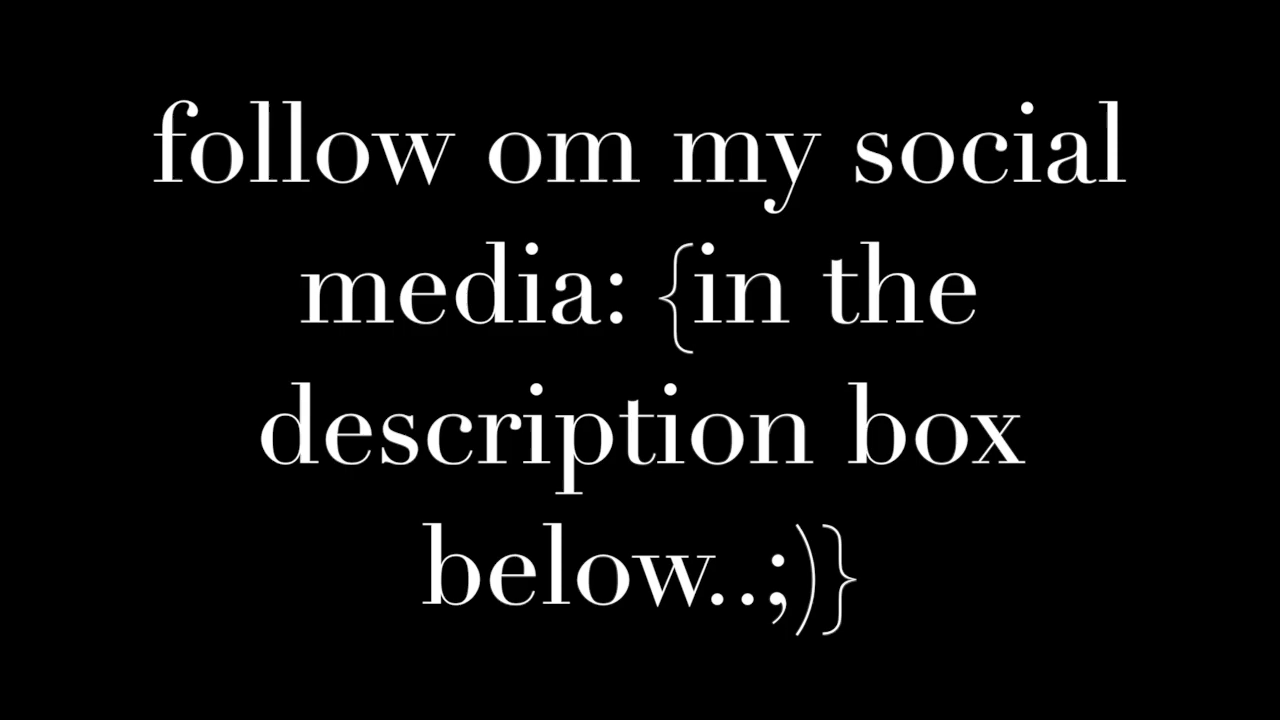 follow om my social
media: {in the
description box
below..;)}